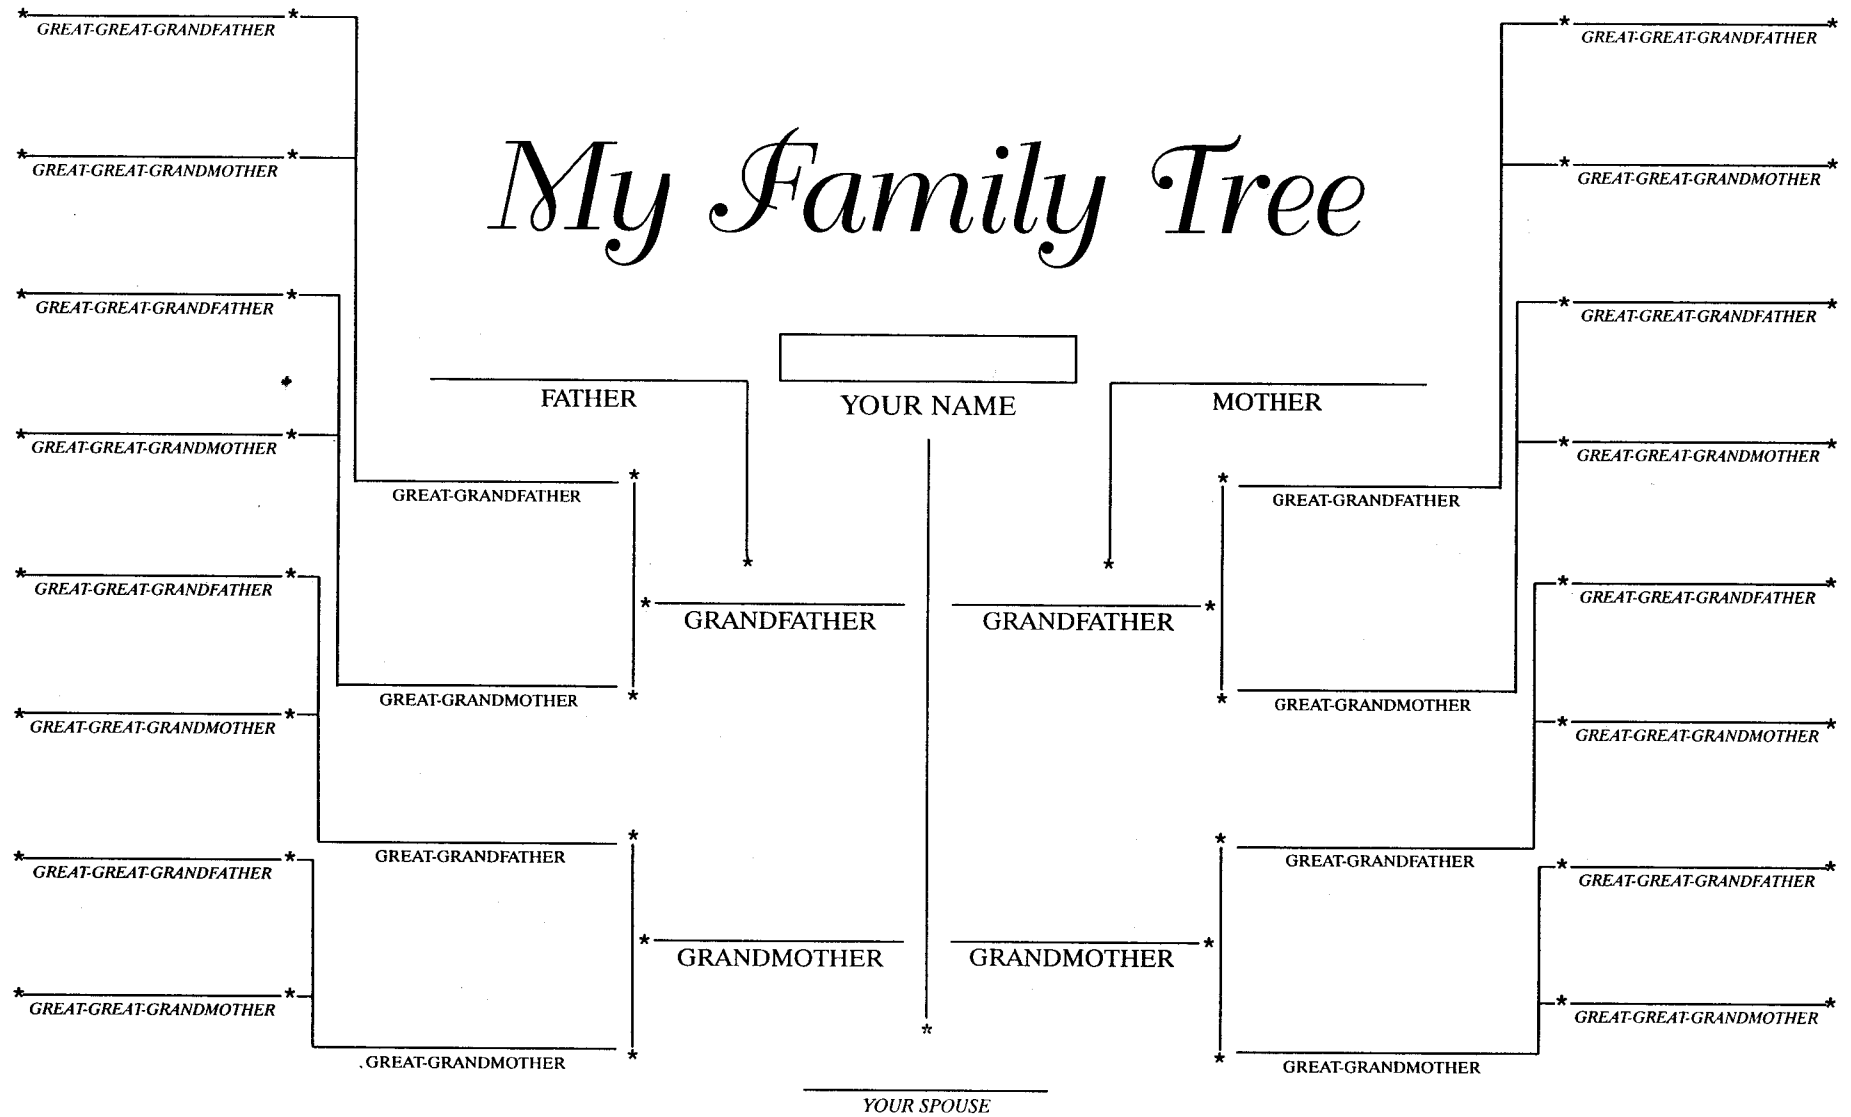 GREAT-GREAT-GRANDFATHER
GREAT-GREAT-GRANDMOTHER
GREAT-GREAT-GRANDFATHER
GREAT-GREAT-GRANDMOTHER
GREAT-GREAT-GRANDFATHER
GREAT-GREAT-GRANDMOTHER
GREAT-GREAT-GRANDFATHER
GREAT-GREAT-GRANDMOTHER
My Family Tree
FATHER
YOUR NAME
MOTHER
GREAT-GRANDFATHER
GREAT-GRANDMOTHER
GREAT-GRANDFATHER
GREAT-GRANDMOTHER
GRANDFATHER
GRANDMOTHER
GRANDFATHER
GRANDMOTHER
GREAT-GRANDFATHER
GREAT-GRANDMOTHER
GREAT-GRANDFATHER
GREAT-GRANDMOTHER
YOUR SPOUSE
GREAT-GREAT-GRANDFATHER
GREAT-GREAT-GRANDMOTHER
GREAT-GREAT-GRANDFATHER
GREAT-GREAT-GRANDMOTHER
GREAT-GREAT-GRANDFATHER
GREAT-GREAT-GRANDMOTHER
GREAT-GREAT-GRANDFATHER
GREAT-GREAT-GRANDMOTHER